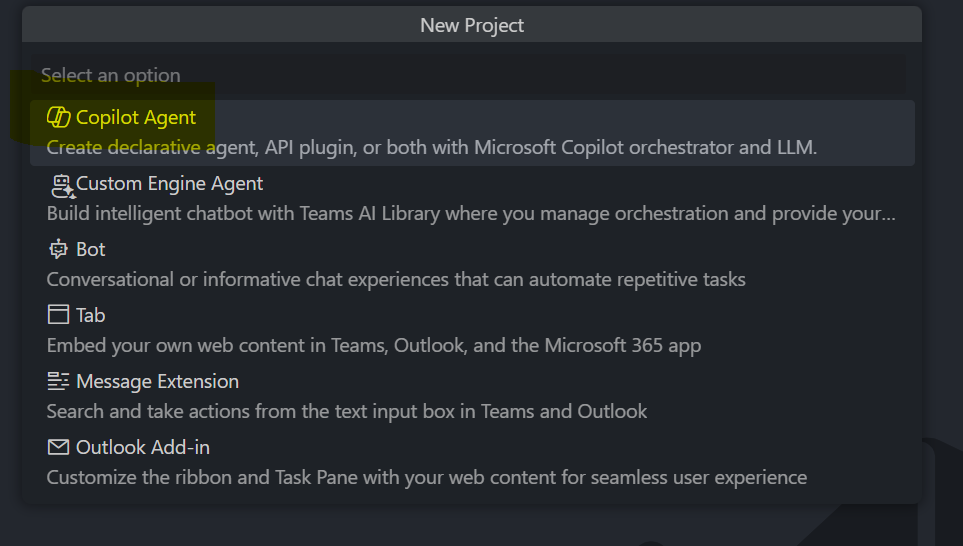 New Project
Select an option
Copilot Agent
Create declarative agent, API plugin, or both with Microsoft Copilot orchestrator and LLM.
Custom Engine Agent
Build intelligent chatbot with Teams AI Library where you manage orchestration and provide your...
Bot
Conversational or informative chat experiences that can automate repetitive tasks
Tab
Embed your own web content in Teams, Outlook, and the Microsoft 365 app
Message Extension
Search and take actions from the text input box in Teams and Outlook
Outlook Add-in
Customize the ribbon and Task Pane with your web content for seamless user experience